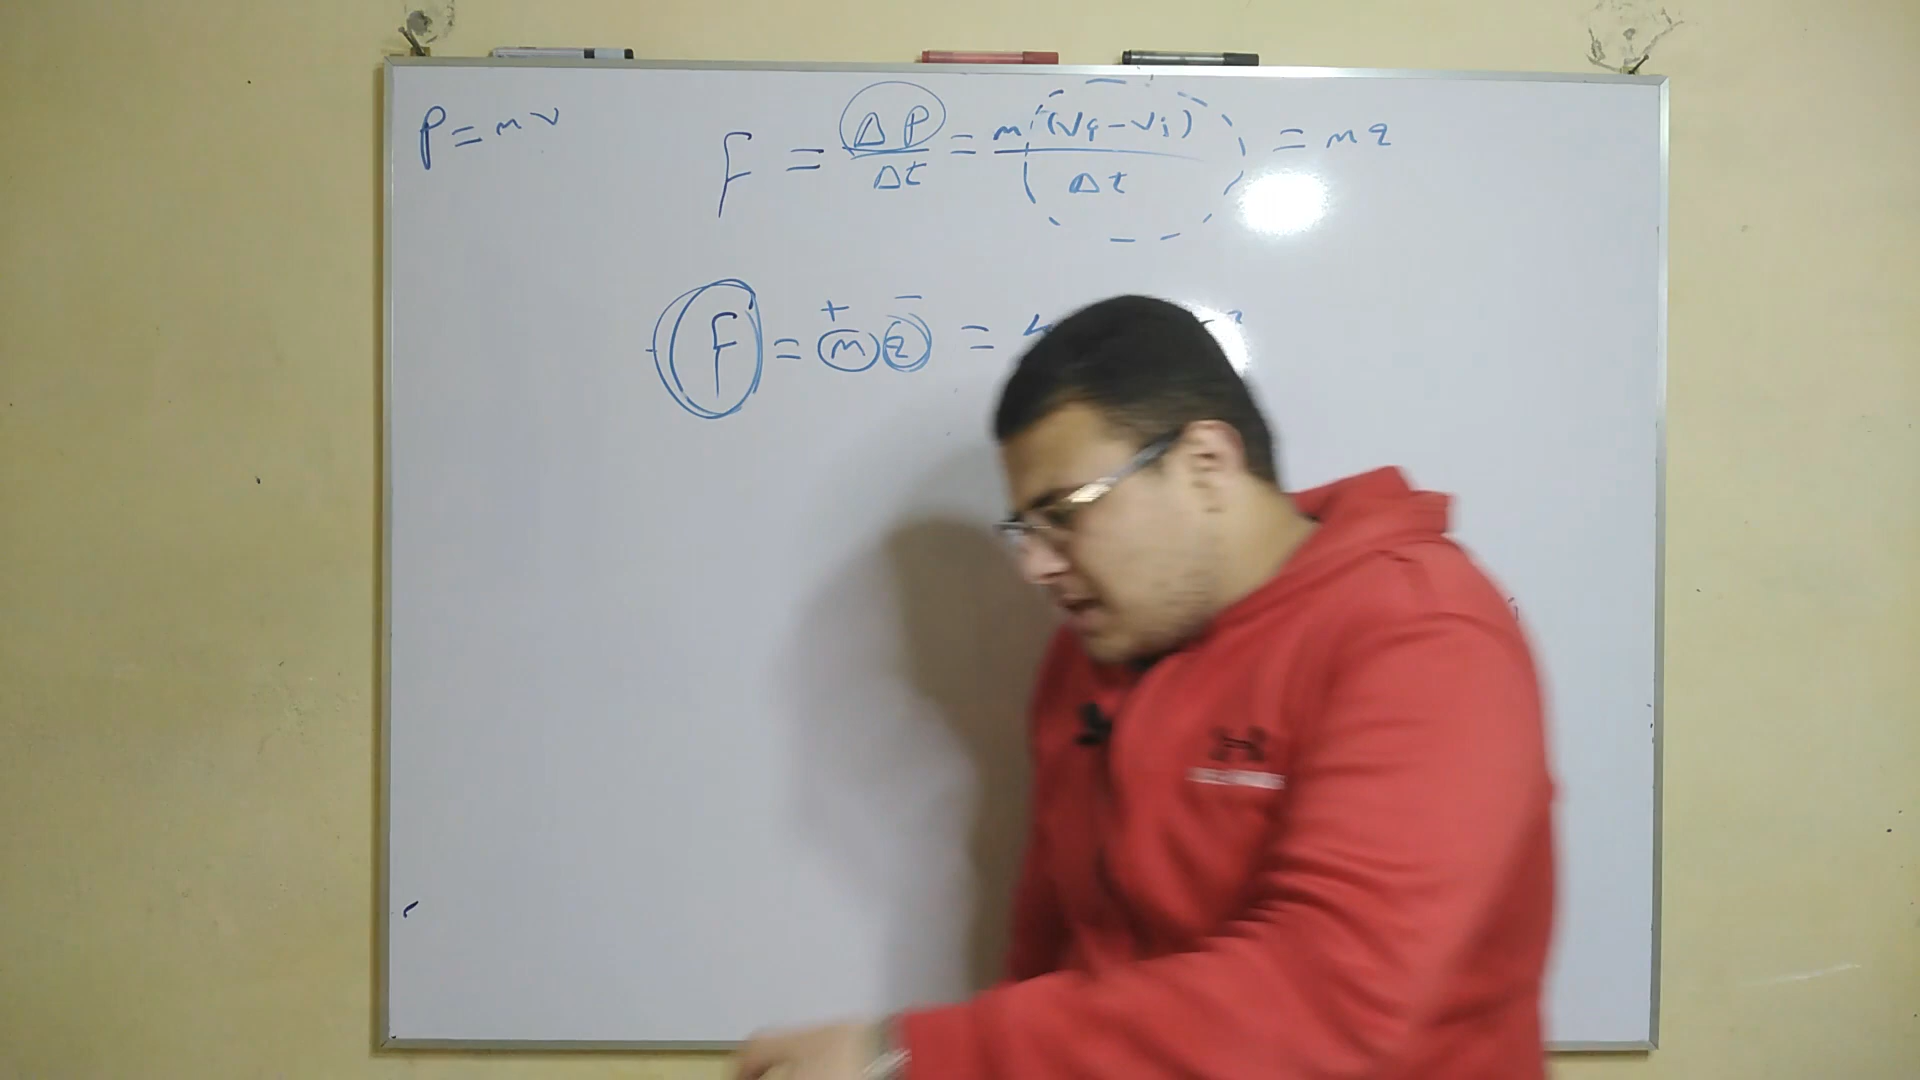 P = mv
F = ΔP/Δt = m(Vf-Vi)/Δt = ma
+ -
F = ma =